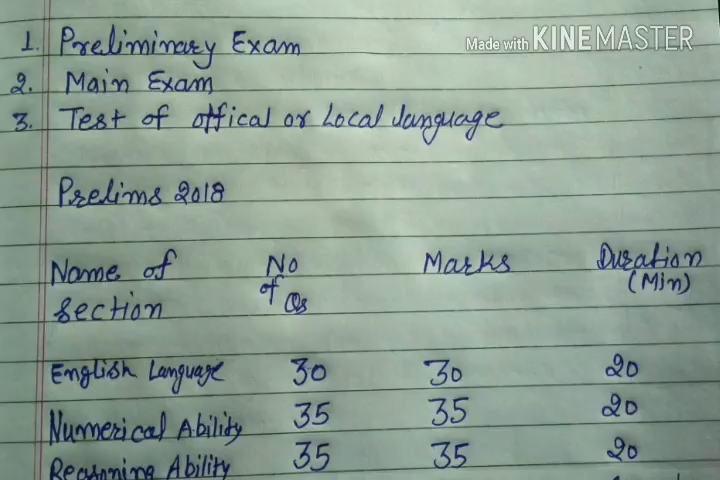 1. Preliminary Exam
Made with KINEMASTER
2. Main Exam
3. Test of offical or Local language
Prelims 2018
Name of section No of Qs Marks Duration (Min)
English Language 30 30 20
Numerical Ability 35 35 20
Reasoning Ability 35 35 20